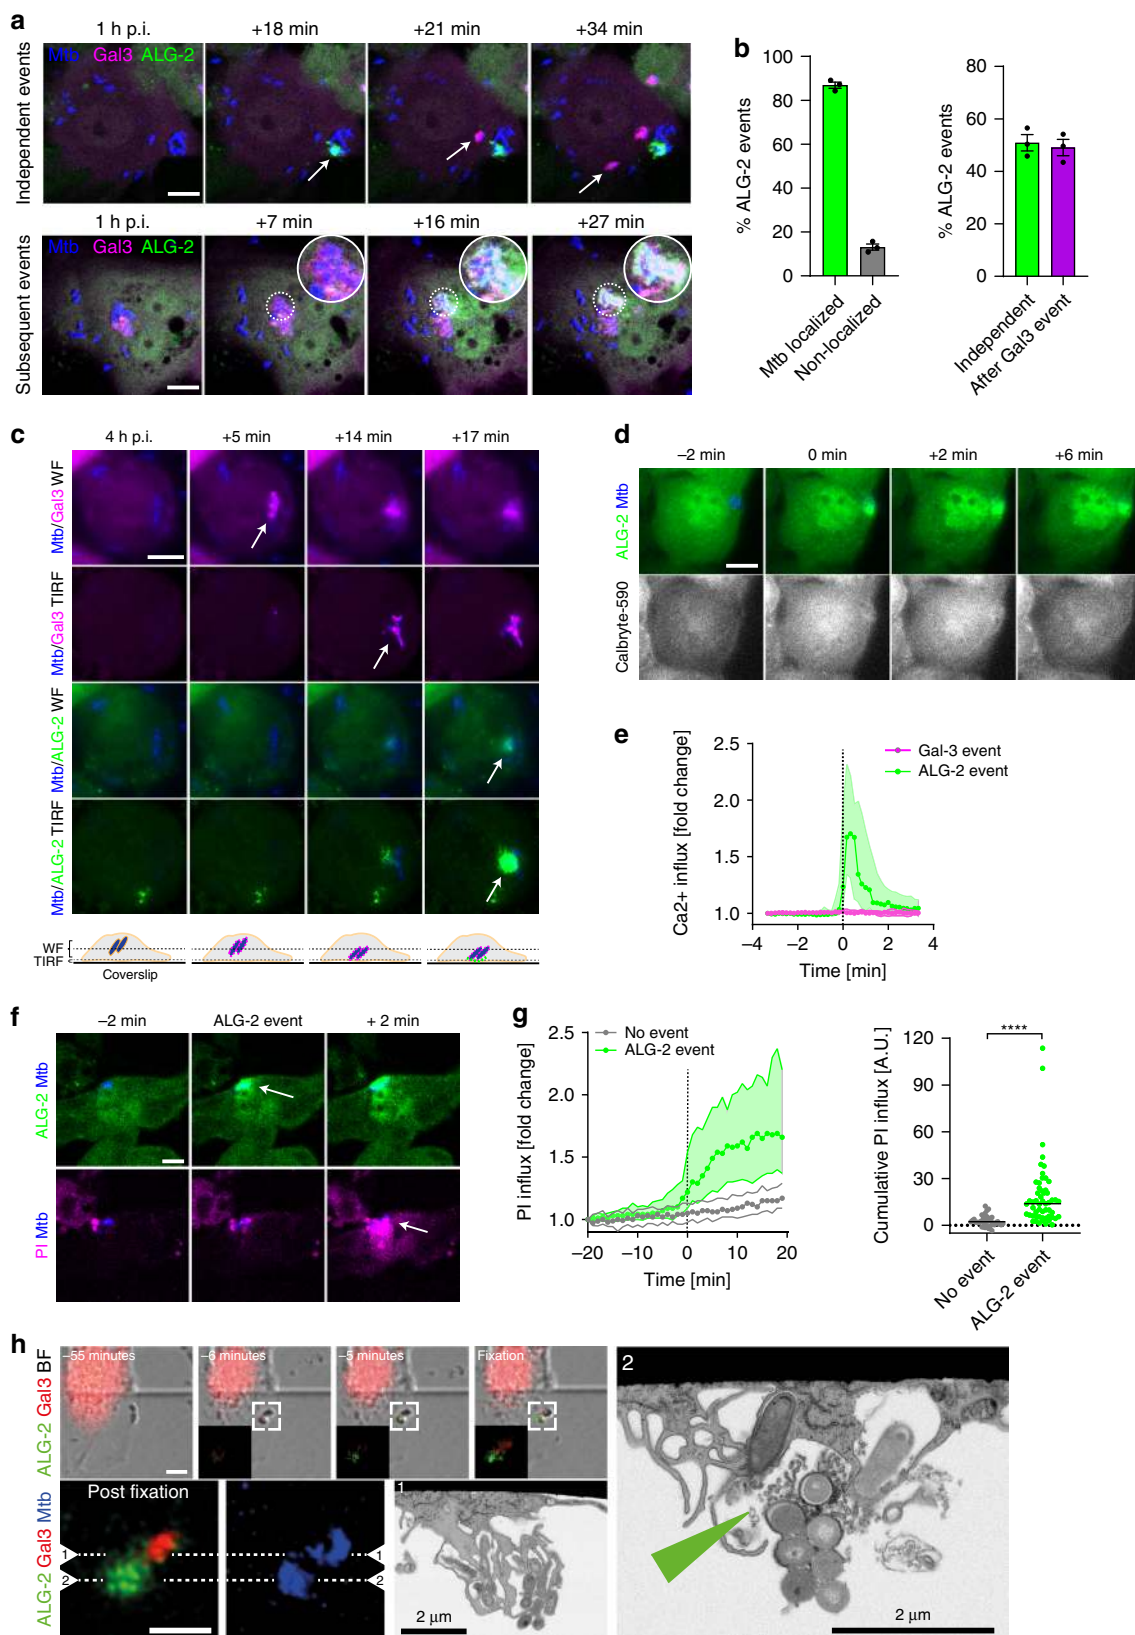 a
1 h p.i. +18 min +21 min +34 min
Independent events
Mtb Gal3 ALG-2
1 h p.i. +7 min +16 min +27 min
Subsequent events
Mtb Gal3 ALG-2
b
% ALG-2 events
100
80
60
40
20
0
Mtb localized
Non-localized
% ALG-2 events
80
60
40
20
0
Independent
After Gal3 event
c
4 h p.i. +5 min +14 min +17 min
Mtb/Gal3 WF
Mtb/Gal3 TIRF
Mtb/ALG-2 WF
Mtb/ALG-2 TIRF
WF
TIRF
Coverslip
d
–2 min 0 min +2 min +6 min
ALG-2 Mtb
Calbryte-590
e
Ca2+ influx [fold change]
2.5
2.0
1.5
1.0
Gal-3 event
ALG-2 event
–4 –2 0 2 4
Time [min]
f
–2 min ALG-2 event + 2 min
ALG-2 Mtb
PI Mtb
g
PI influx [fold change]
2.5
2.0
1.5
1.0
No event
ALG-2 event
–20 –10 0 10 20
Time [min]
Cumulative PI influx [A.U.]
120
90
60
30
0
****
No event
ALG-2 event
h
ALG-2 Gal3 BF
–55 minutes –6 minutes –5 minutes Fixation
ALG-2 Gal3 Mtb
Post fixation
1 1
2 2
1
2 µm
2
2 µm